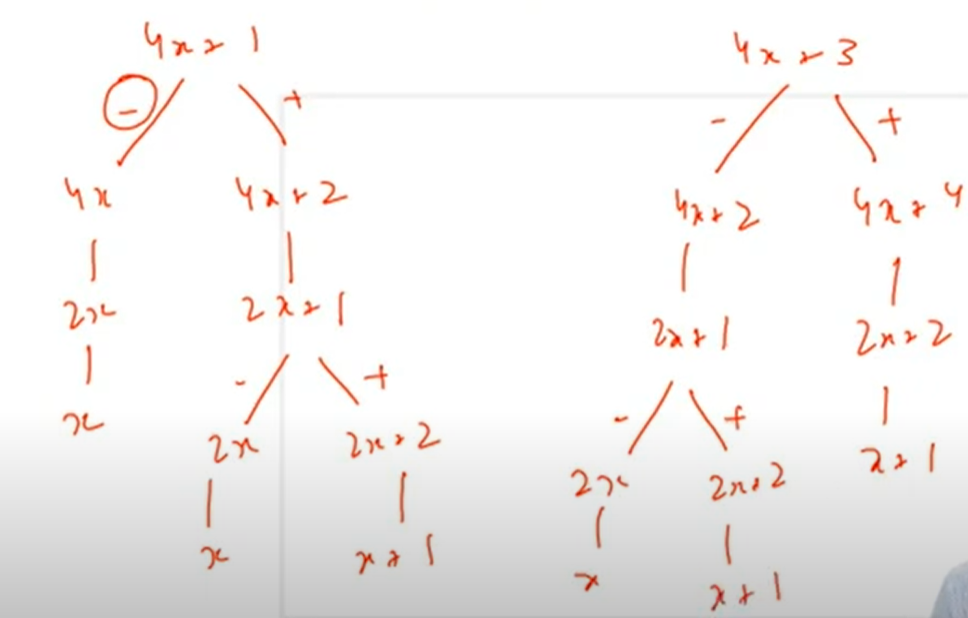 4x+1 4x+3
- + - +
4x 4x+2 4x+2 4x+4
2x 2x+1 2x+1 2x+2
- + - +
x 2x 2x+2 2x 2x+2 x+1
x x+1 x x+1